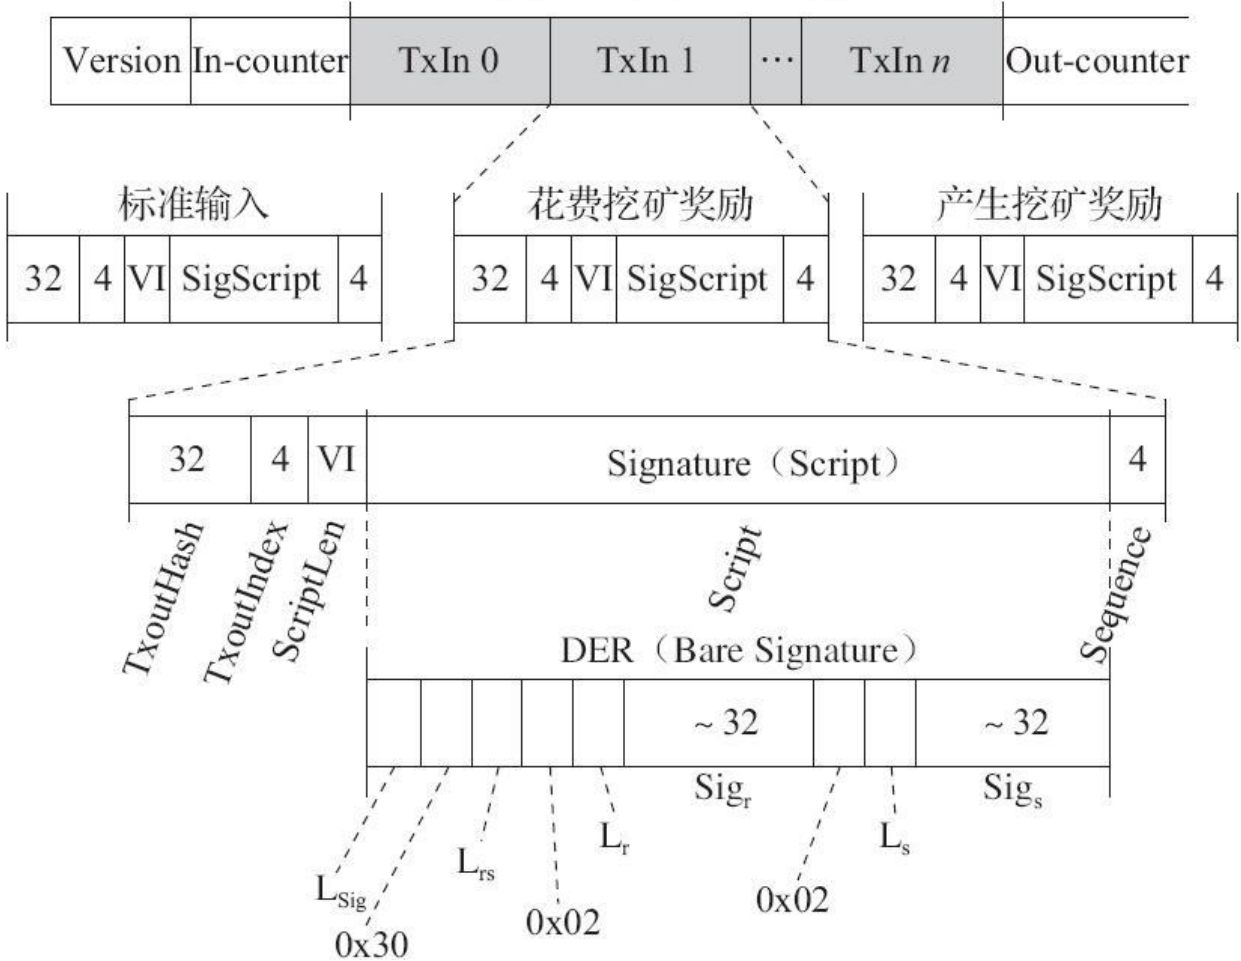 Version In-counter TxIn 0 TxIn 1 … TxIn n Out-counter
标准输入 花费挖矿奖励 产生挖矿奖励
32 4 VI SigScript 4 32 4 VI SigScript 4 32 4 VI SigScript 4
32 4 VI Signature（Script） 4
TxoutHash TxoutIndex ScriptLen Script Sequence
DER（Bare Signature）
~ 32 ~ 32
Sigr Sigs
Lr Ls
Lrs
LSig 0x02
0x02
0x30